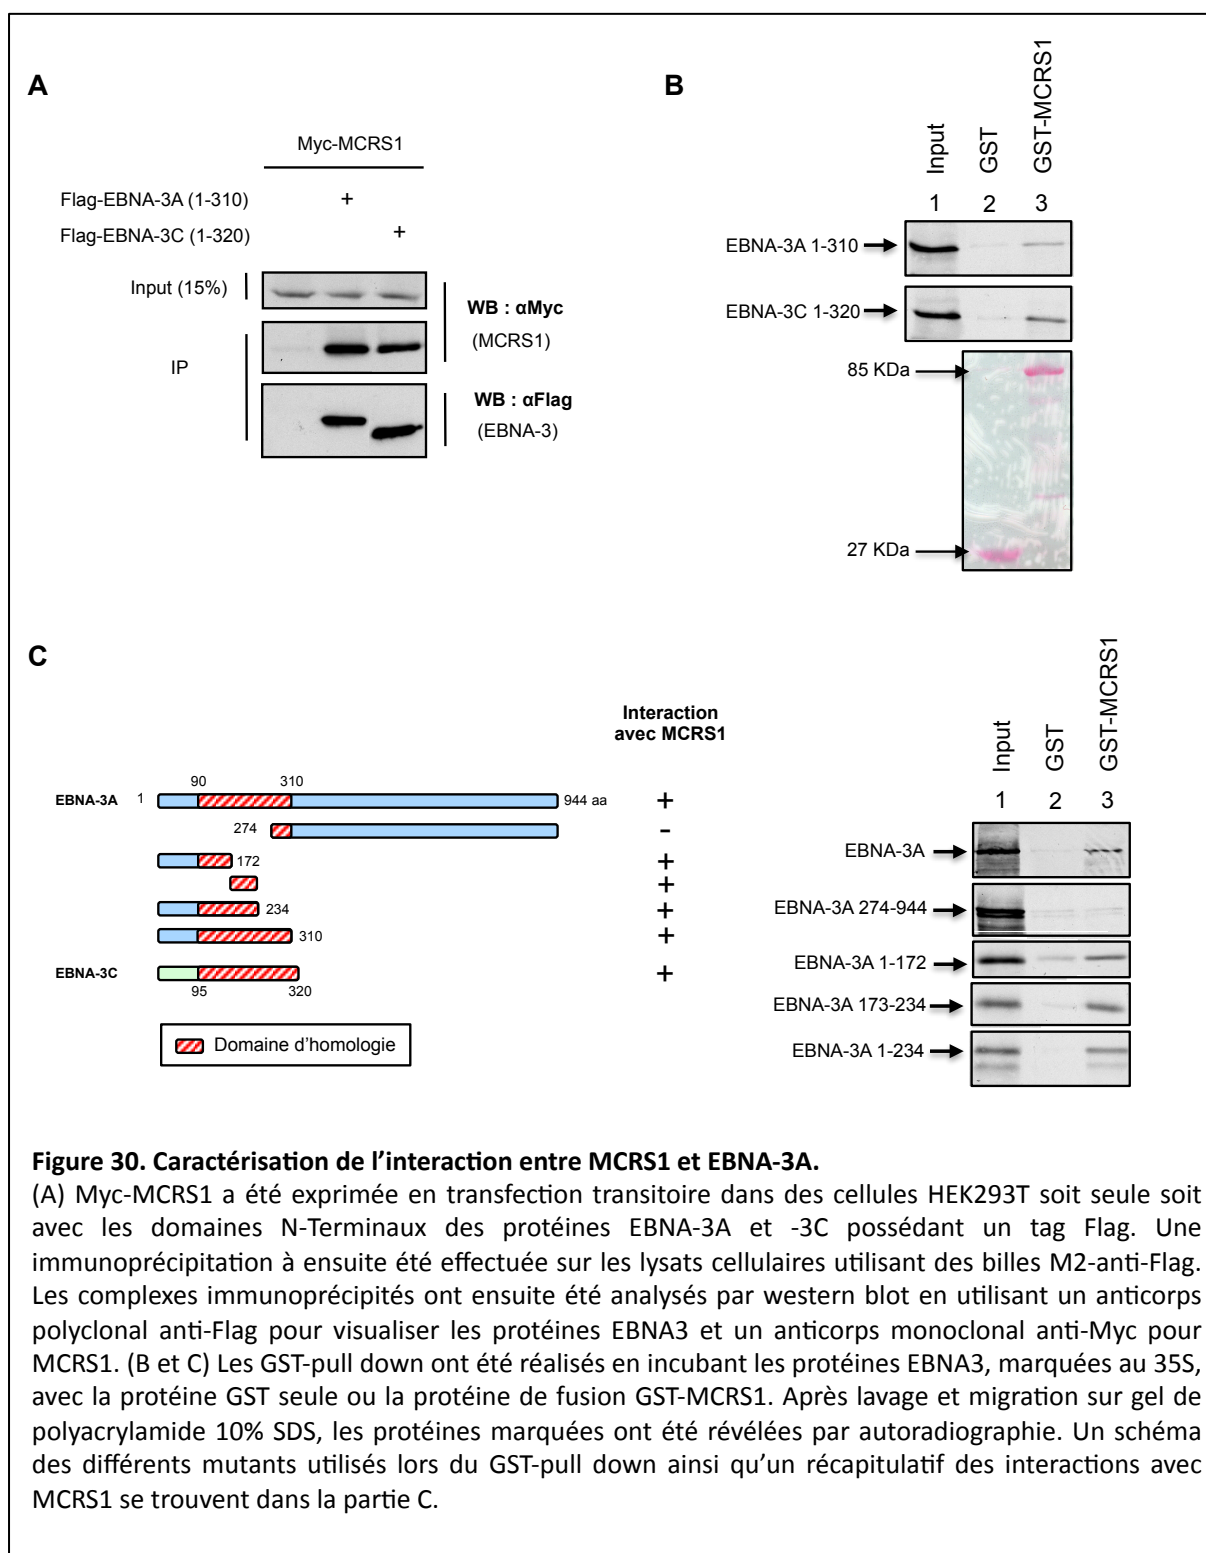 A
Myc-MCRS1
Flag-EBNA-3A (1-310) +
Flag-EBNA-3C (1-320) +
Input (15%)
IP
WB : αMyc
(MCRS1)
WB : αFlag
(EBNA-3)
B
Input GST GST-MCRS1
1 2 3
EBNA-3A 1-310
EBNA-3C 1-320
85 KDa
27 KDa
C
Interaction
avec MCRS1
90 310
EBNA-3A 1 944 aa +
274 -
172 +
+
234 +
310 +
EBNA-3C +
95 320
Domaine d’homologie
Input GST GST-MCRS1
1 2 3
EBNA-3A
EBNA-3A 274-944
EBNA-3A 1-172
EBNA-3A 173-234
EBNA-3A 1-234
Figure 30. Caractérisation de l’interaction entre MCRS1 et EBNA-3A.
(A) Myc-MCRS1 a été exprimée en transfection transitoire dans des cellules HEK293T soit seule soit
avec les domaines N-Terminaux des protéines EBNA-3A et -3C possédant un tag Flag. Une
immunoprécipitation à ensuite été effectuée sur les lysats cellulaires utilisant des billes M2-anti-Flag.
Les complexes immunoprécipités ont ensuite été analysés par western blot en utilisant un anticorps
polyclonal anti-Flag pour visualiser les protéines EBNA3 et un anticorps monoclonal anti-Myc pour
MCRS1. (B et C) Les GST-pull down ont été réalisés en incubant les protéines EBNA3, marquées au 35S,
avec la protéine GST seule ou la protéine de fusion GST-MCRS1. Après lavage et migration sur gel de
polyacrylamide 10% SDS, les protéines marquées ont été révélées par autoradiographie. Un schéma
des différents mutants utilisés lors du GST-pull down ainsi qu’un récapitulatif des interactions avec
MCRS1 se trouvent dans la partie C.